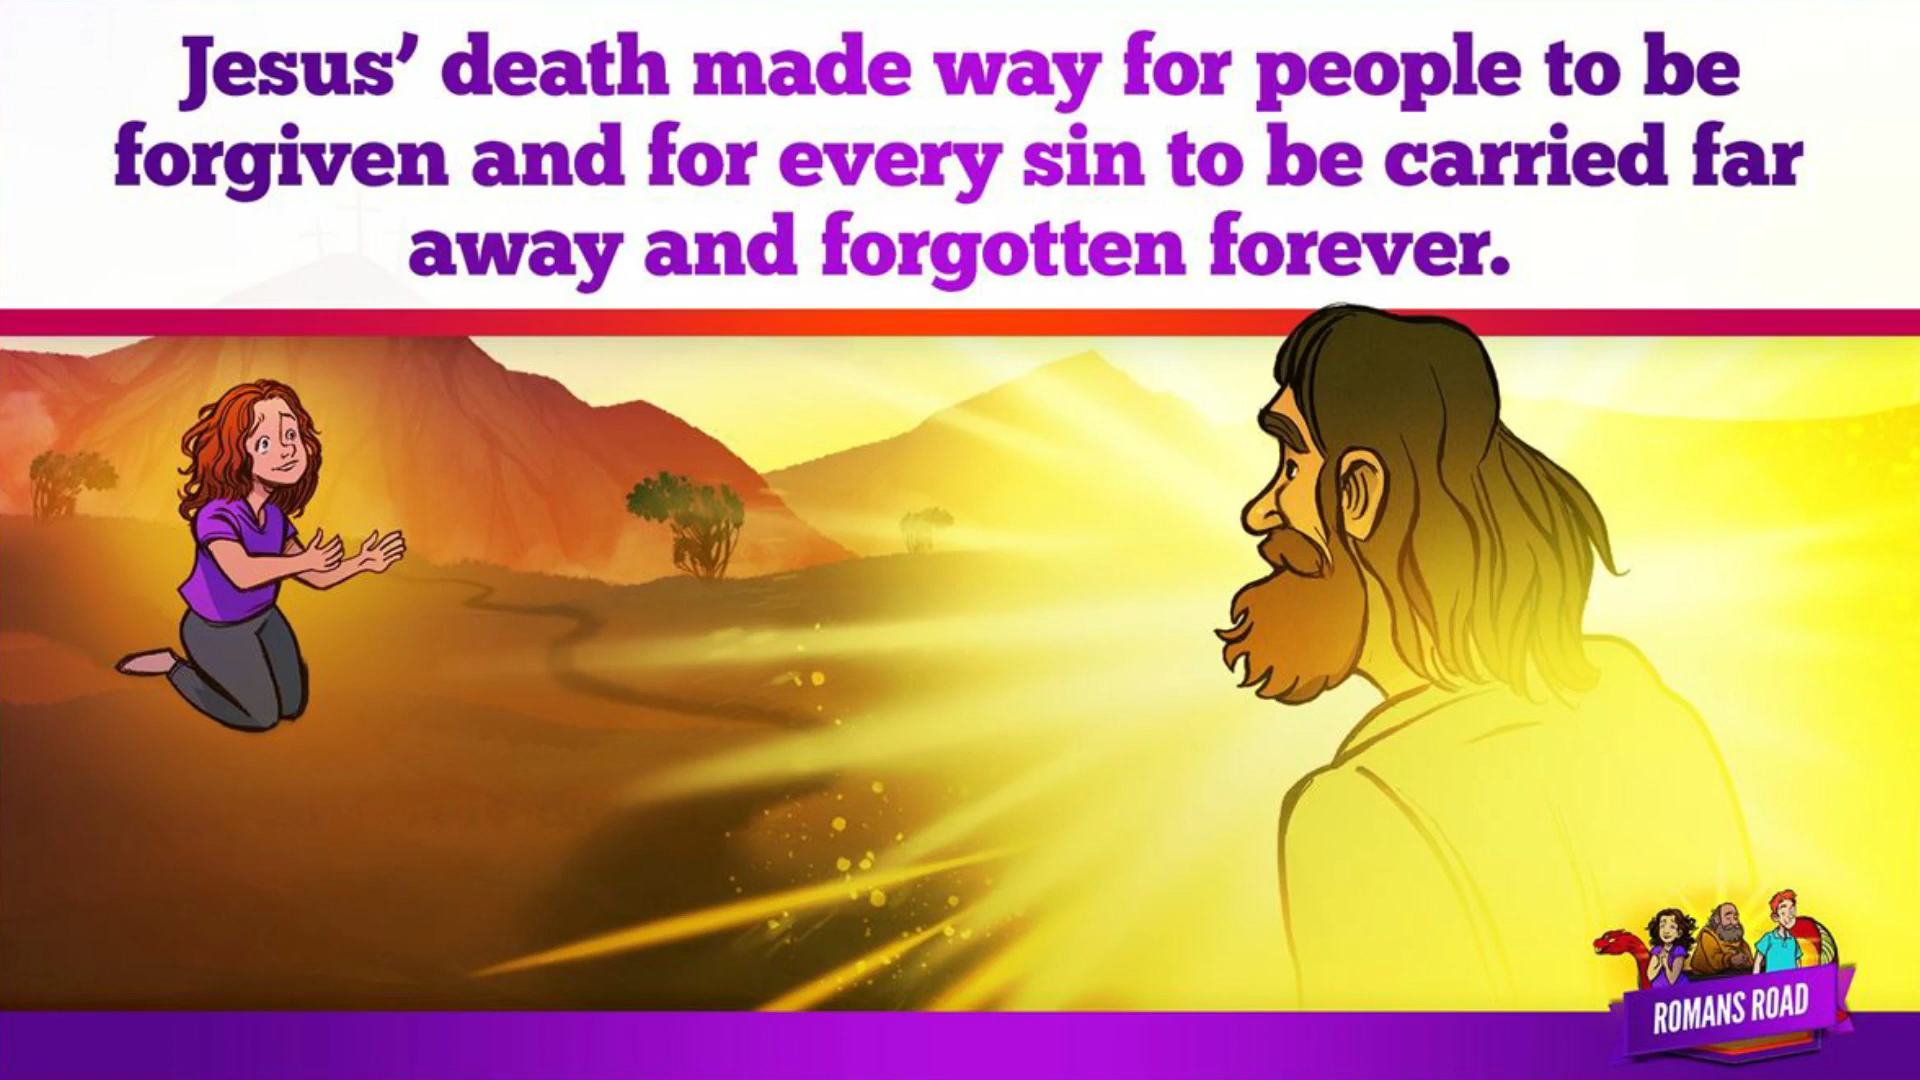 Jesus’ death made way for people to be
forgiven and for every sin to be carried far
away and forgotten forever.
ROMANS ROAD